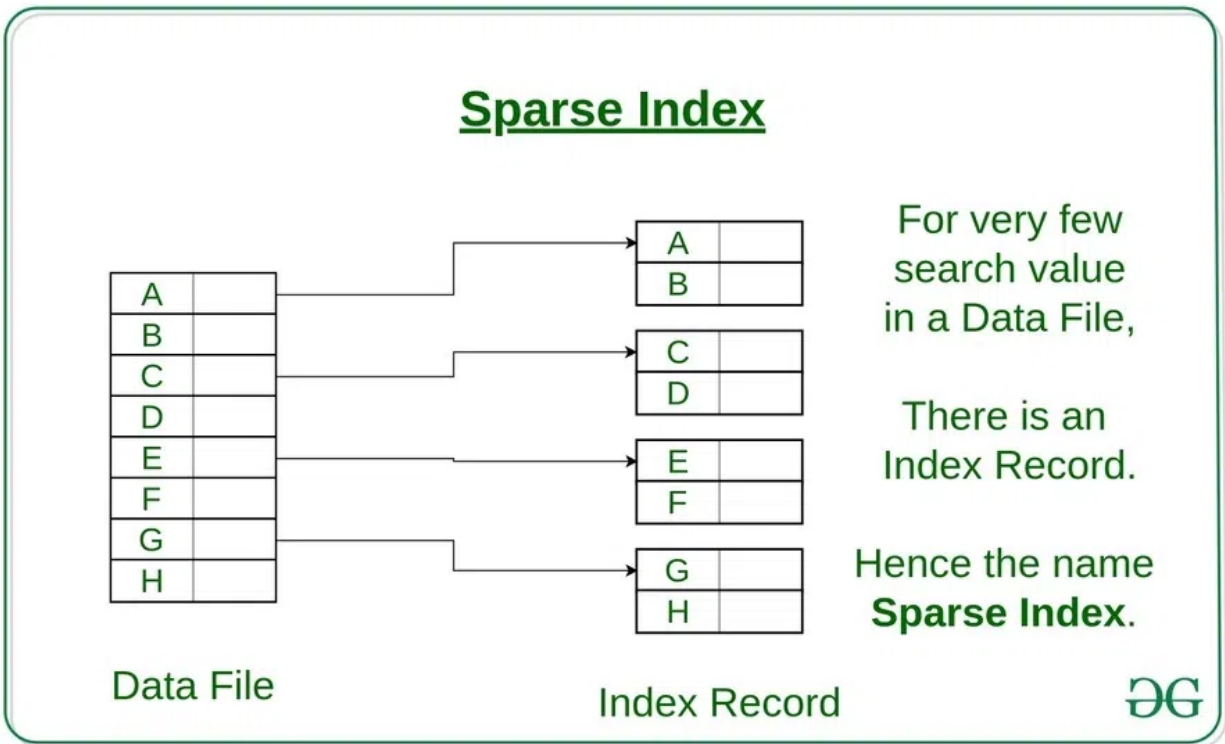 Sparse Index
A
B
C
D
E
F
G
H
Data File
A
B
C
D
E
F
G
H
Index Record
For very few
search value
in a Data File,
There is an
Index Record.
Hence the name
Sparse Index.